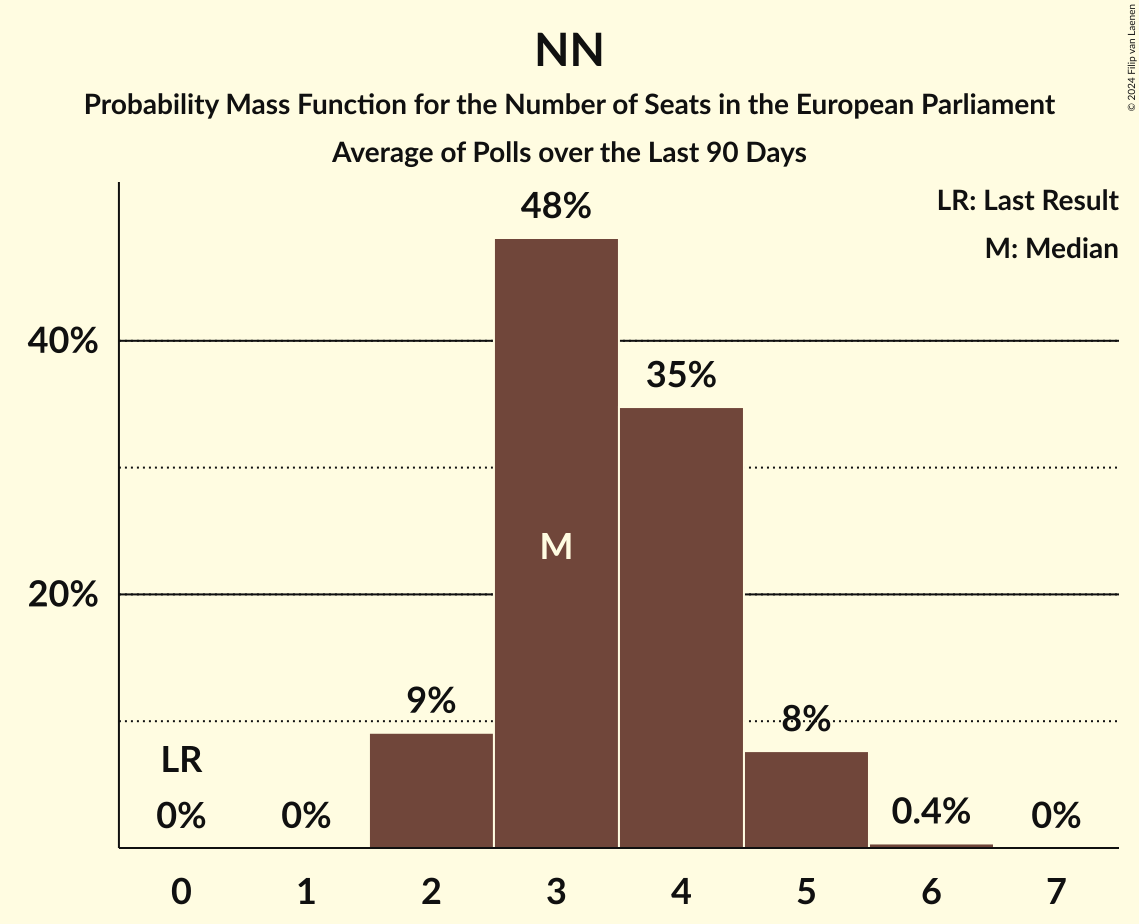 NN
Probability Mass Function for the Number of Seats in the European Parliament
Average of Polls over the Last 90 Days
© 2024 Filip van Laenen
LR: Last Result
M: Median
48%
40%
35%
M
20%
9%
8%
LR
0%
0%
0.4%
0%
0 1 2 3 4 5 6 7